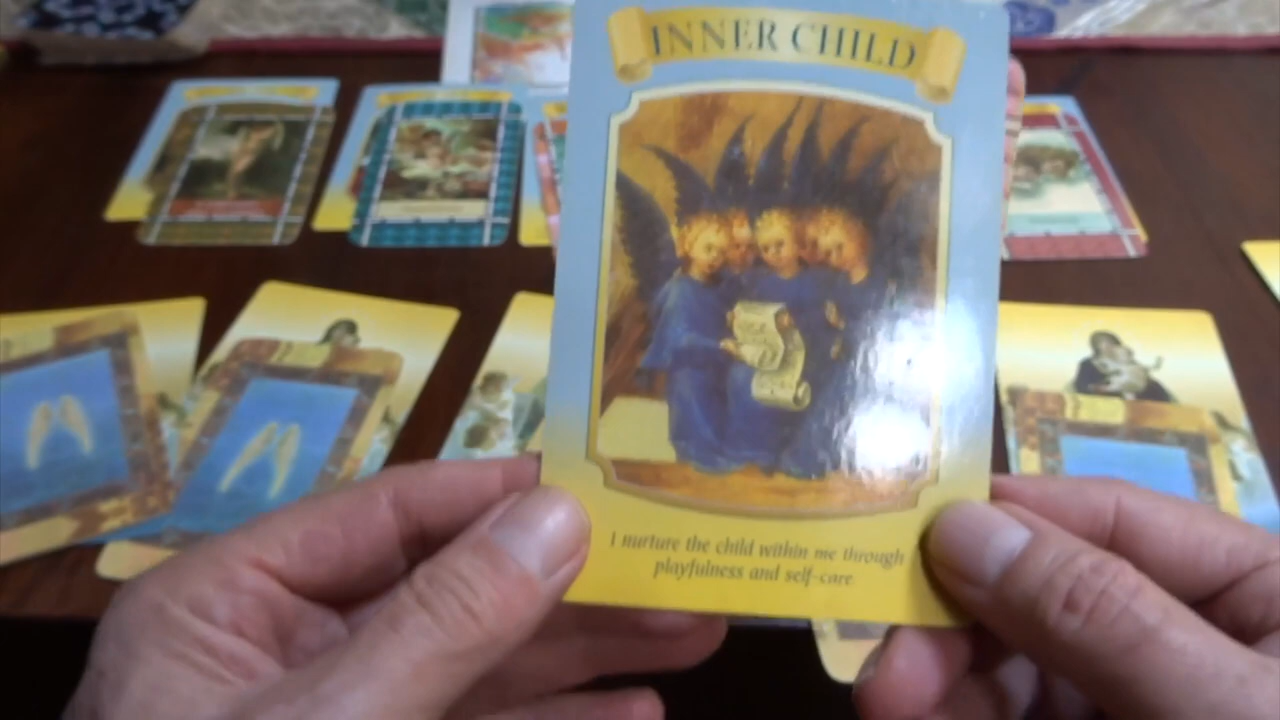 INNER CHILD
I nurture the child within me through
playfulness and self-care